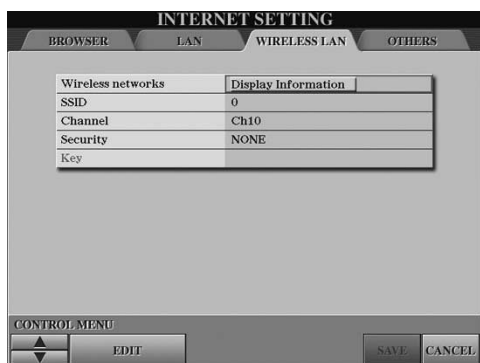 INTERNET SETTING
BROWSER LAN WIRELESS LAN OTHERS
Wireless networks Display Information
SSID 0
Channel Ch10
Security NONE
Key
CONTROL MENU
EDIT SAVE CANCEL